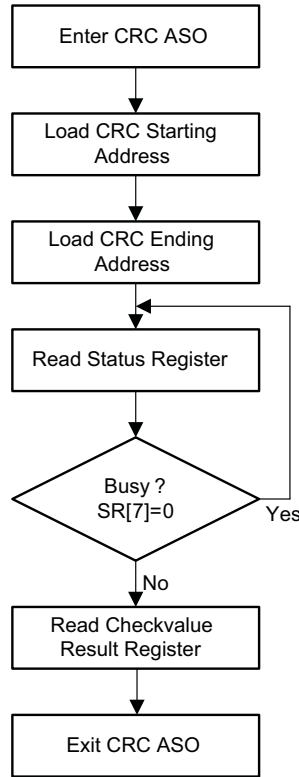 Enter CRC ASO
Load CRC Starting
Address
Load CRC Ending
Address
Read Status Register
Busy ?
SR[7]=0
Yes
No
Read Checkvalue
Result Register
Exit CRC ASO